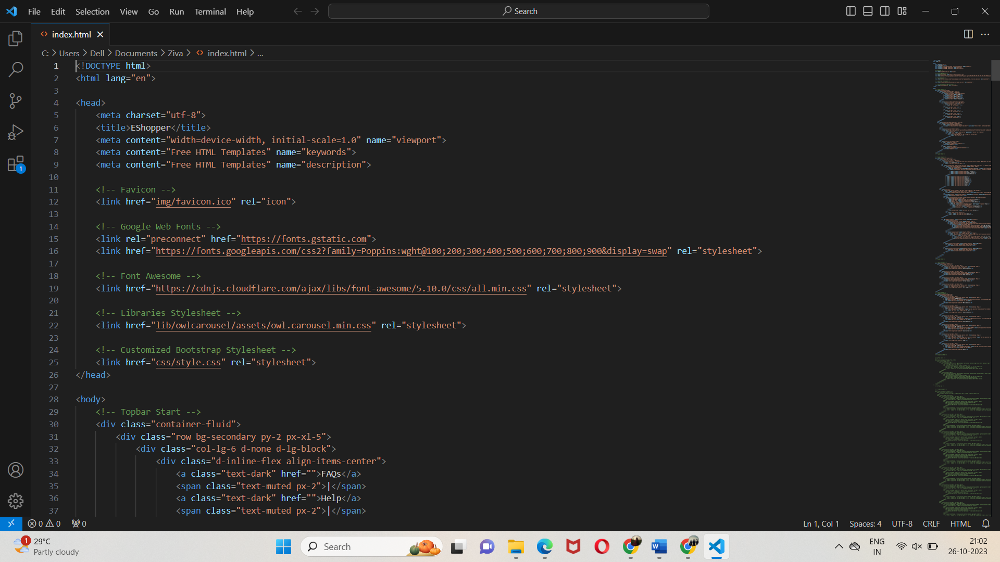 File Edit Selection View Go Run Terminal Help
Search
index.html
C: > Users > Dell > Documents > Ziva > index.html > ...
1 <!DOCTYPE html>
2 <html lang="en">
3
4 <head>
5 <meta charset="utf-8">
6 <title>EShopper</title>
7 <meta content="width=device-width, initial-scale=1.0" name="viewport">
8 <meta content="Free HTML Templates" name="keywords">
9 <meta content="Free HTML Templates" name="description">
10
11 <!-- Favicon -->
12 <link href="img/favicon.ico" rel="icon">
13
14 <!-- Google Web Fonts -->
15 <link rel="preconnect" href="https://fonts.gstatic.com">
16 <link href="https://fonts.googleapis.com/css2?family=Poppins:wght@100;200;300;400;500;600;700;800;900&display=swap" rel="stylesheet">
17
18 <!-- Font Awesome -->
19 <link href="https://cdnjs.cloudflare.com/ajax/libs/font-awesome/5.10.0/css/all.min.css" rel="stylesheet">
20
21 <!-- Libraries Stylesheet -->
22 <link href="lib/owlcarousel/assets/owl.carousel.min.css" rel="stylesheet">
23
24 <!-- Customized Bootstrap Stylesheet -->
25 <link href="css/style.css" rel="stylesheet">
26 </head>
27
28 <body>
29 <!-- Topbar Start -->
30 <div class="container-fluid">
31 <div class="row bg-secondary py-2 px-xl-5">
32 <div class="col-lg-6 d-none d-lg-block">
33 <div class="d-inline-flex align-items-center">
34 <a class="text-dark" href="">FAQs</a>
35 <span class="text-muted px-2">|</span>
36 <a class="text-dark" href="">Help</a>
37 <span class="text-muted px-2">|</span>
1
0 0 0
Ln 1, Col 1 Spaces: 4 UTF-8 CRLF HTML
1
29°C
Partly cloudy
Search
W
ENG
IN
21:02
26-10-2023